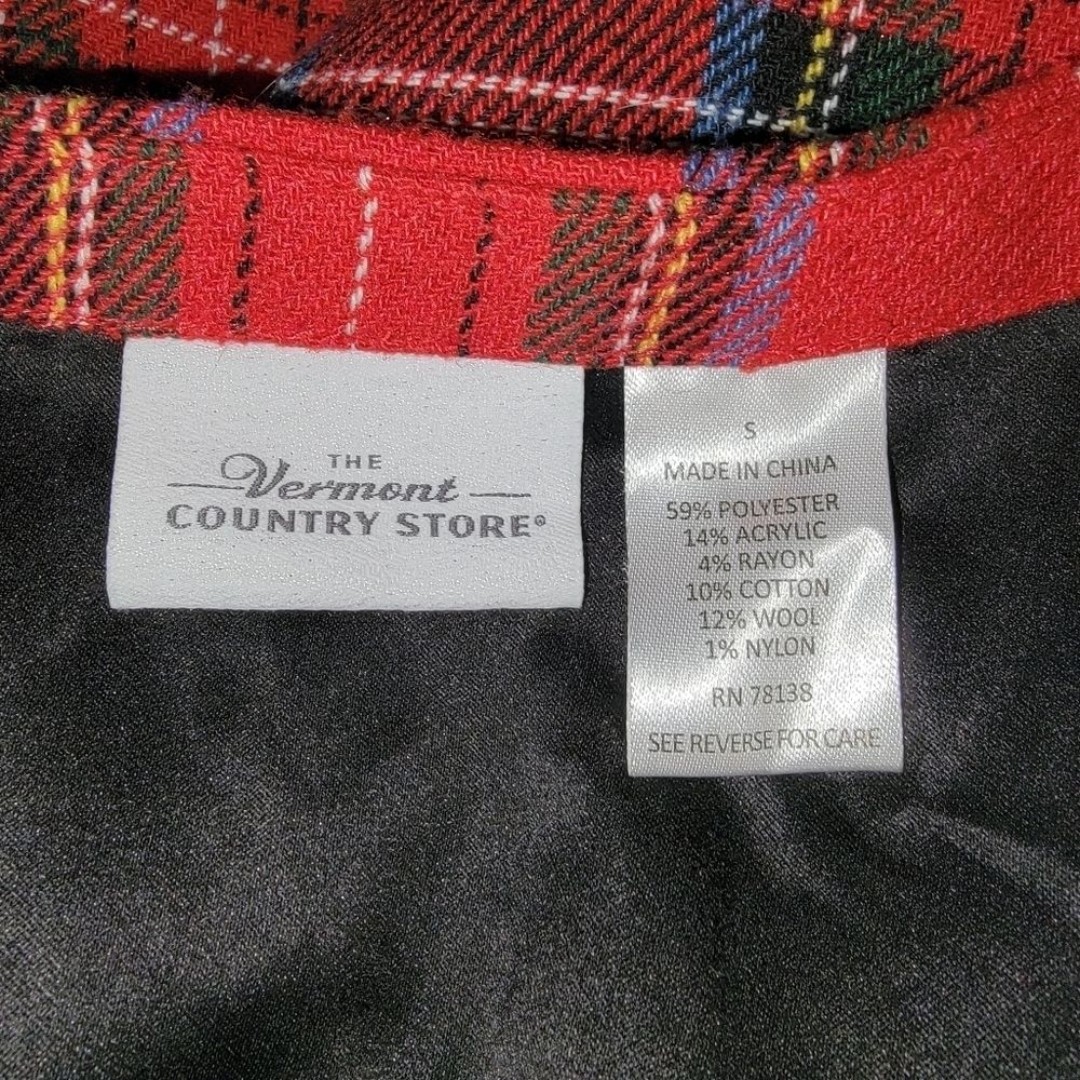 THE
Vermont
COUNTRY STORE®
S
MADE IN CHINA
59% POLYESTER
14% ACRYLIC
4% RAYON
10% COTTON
12% WOOL
1% NYLON
RN 78138
SEE REVERSE FOR CARE